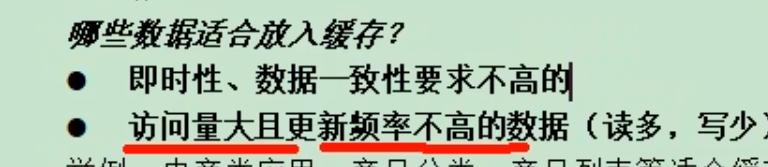 哪些数据适合放入缓存？
● 即时性、数据一致性要求不高的
● 访问量大且更新频率不高的数据（读多，写少）